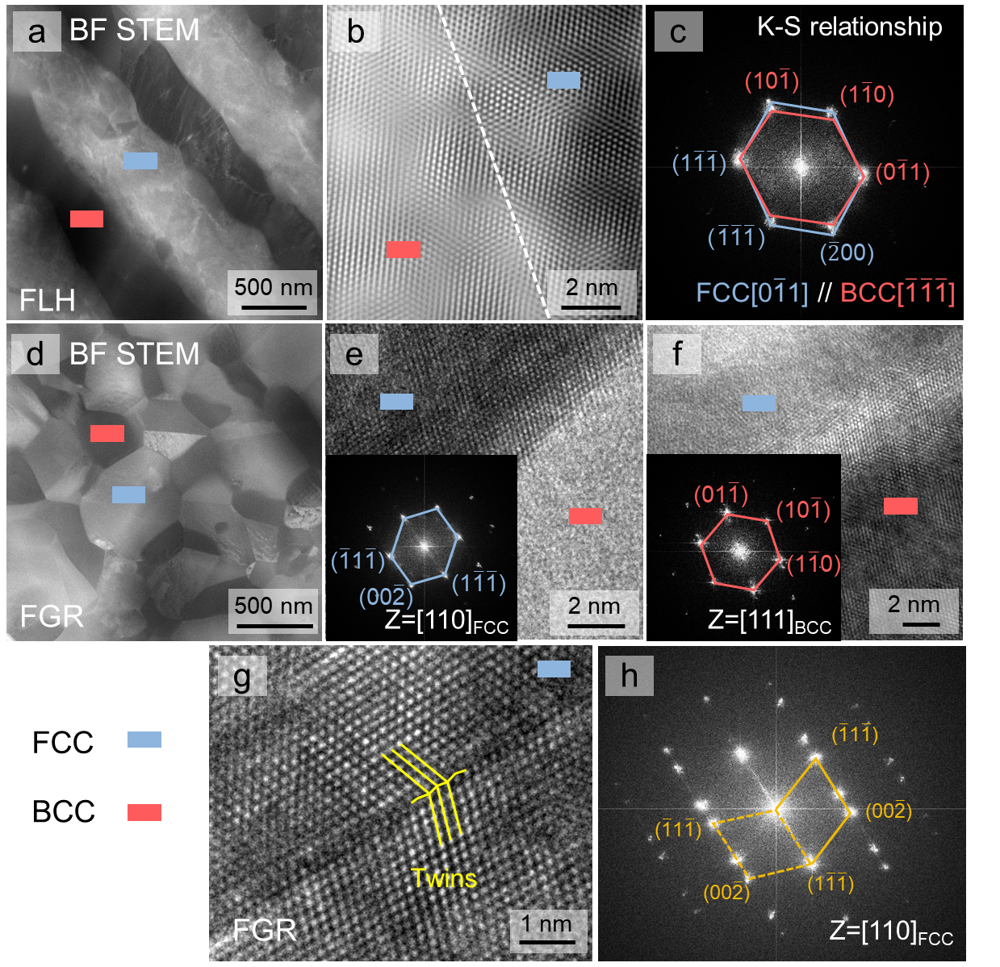 a BF STEM
500 nm
FLH
b
2 nm
c K-S relationship
(101̅)
(11̅0)
(11̅1̅)
(01̅1)
(1̅1̅1̅)
(2̅00)
FCC[01̅1] // BCC[1̅1̅1̅]
d BF STEM
500 nm
FGR
e
(1̅11̅)
(002̅)
(11̅1̅)
Z=[110]FCC
2 nm
f
(011̅)
(101̅)
(11̅0)
Z=[111]BCC
2 nm
FCC
BCC
g
Twins
FGR
1 nm
h
(1̅11̅)
(002̅)
(1̅11̅)
(002̅)
(11̅1̅)
Z=[110]FCC